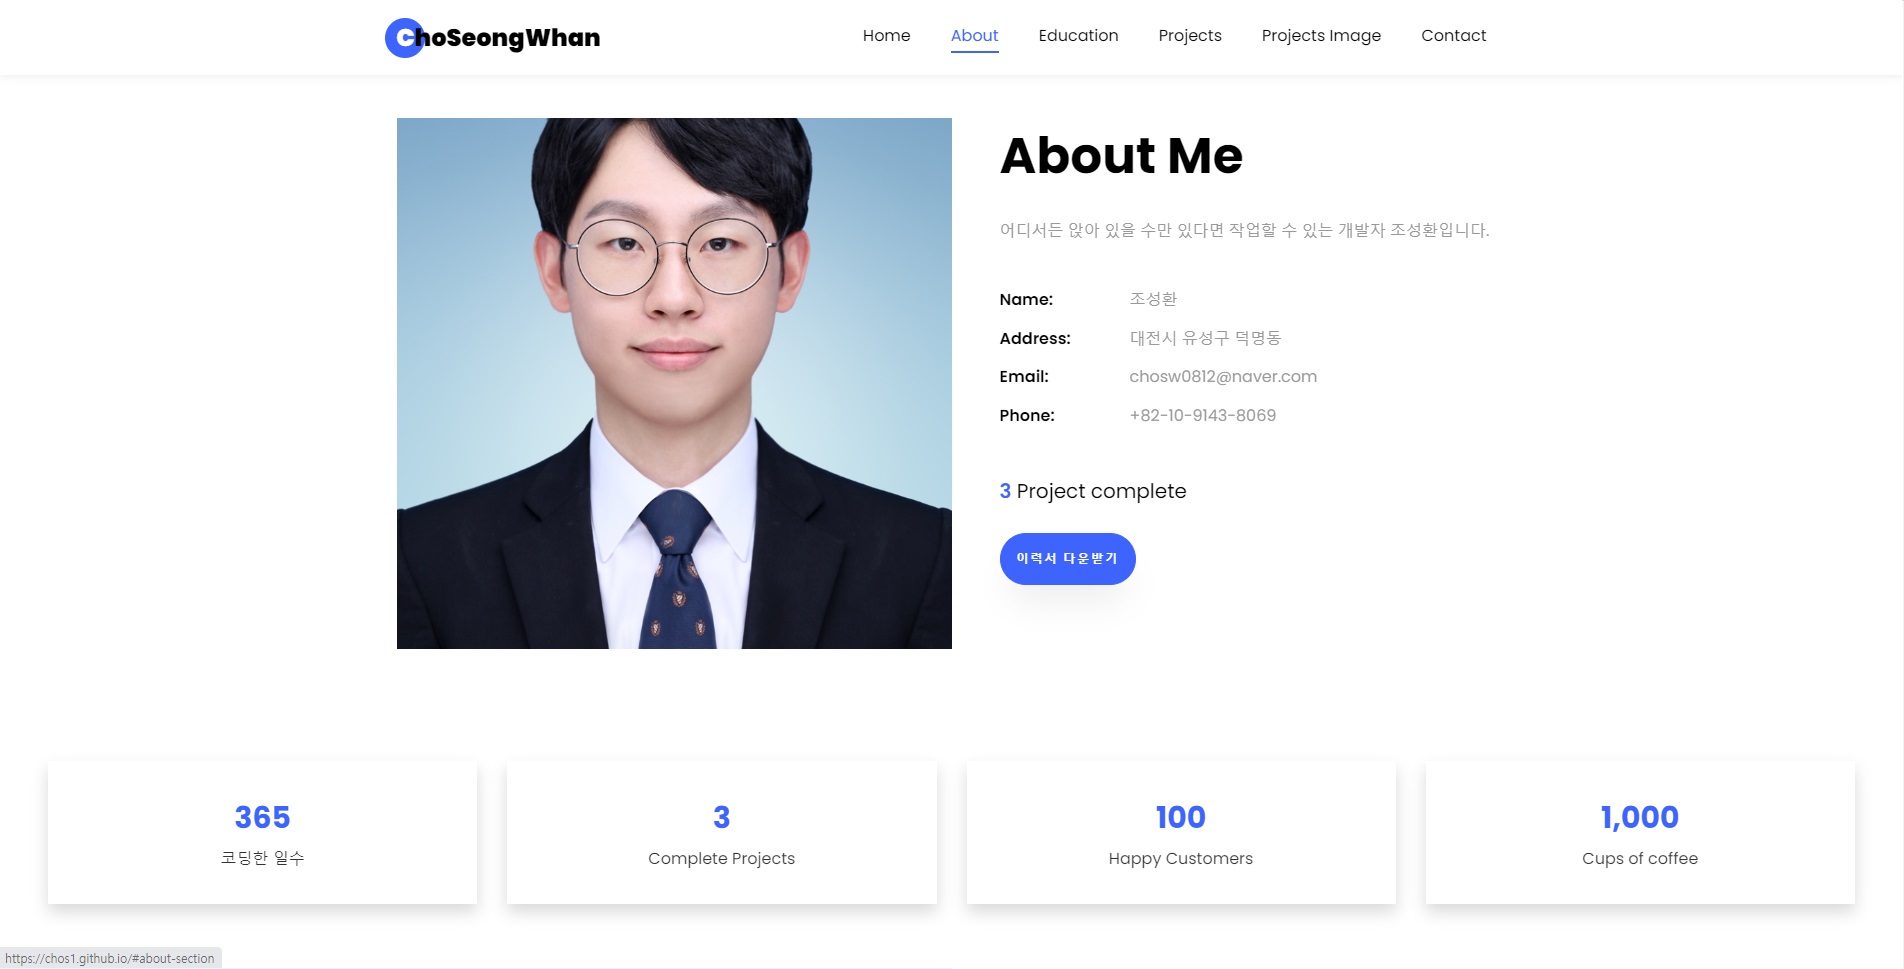 ChoSeongWhan
Home About Education Projects Projects Image Contact
About Me
어디서든 앉아 있을 수만 있다면 작업할 수 있는 개발자 조성환입니다.
Name: 조성환
Address: 대전시 유성구 덕명동
Email: chosw0812@naver.com
Phone: +82-10-9143-8069
3 Project complete
이력서 다운받기
365
코딩한 일수
3
Complete Projects
100
Happy Customers
1,000
Cups of coffee
https://chos1.github.io/#about-section